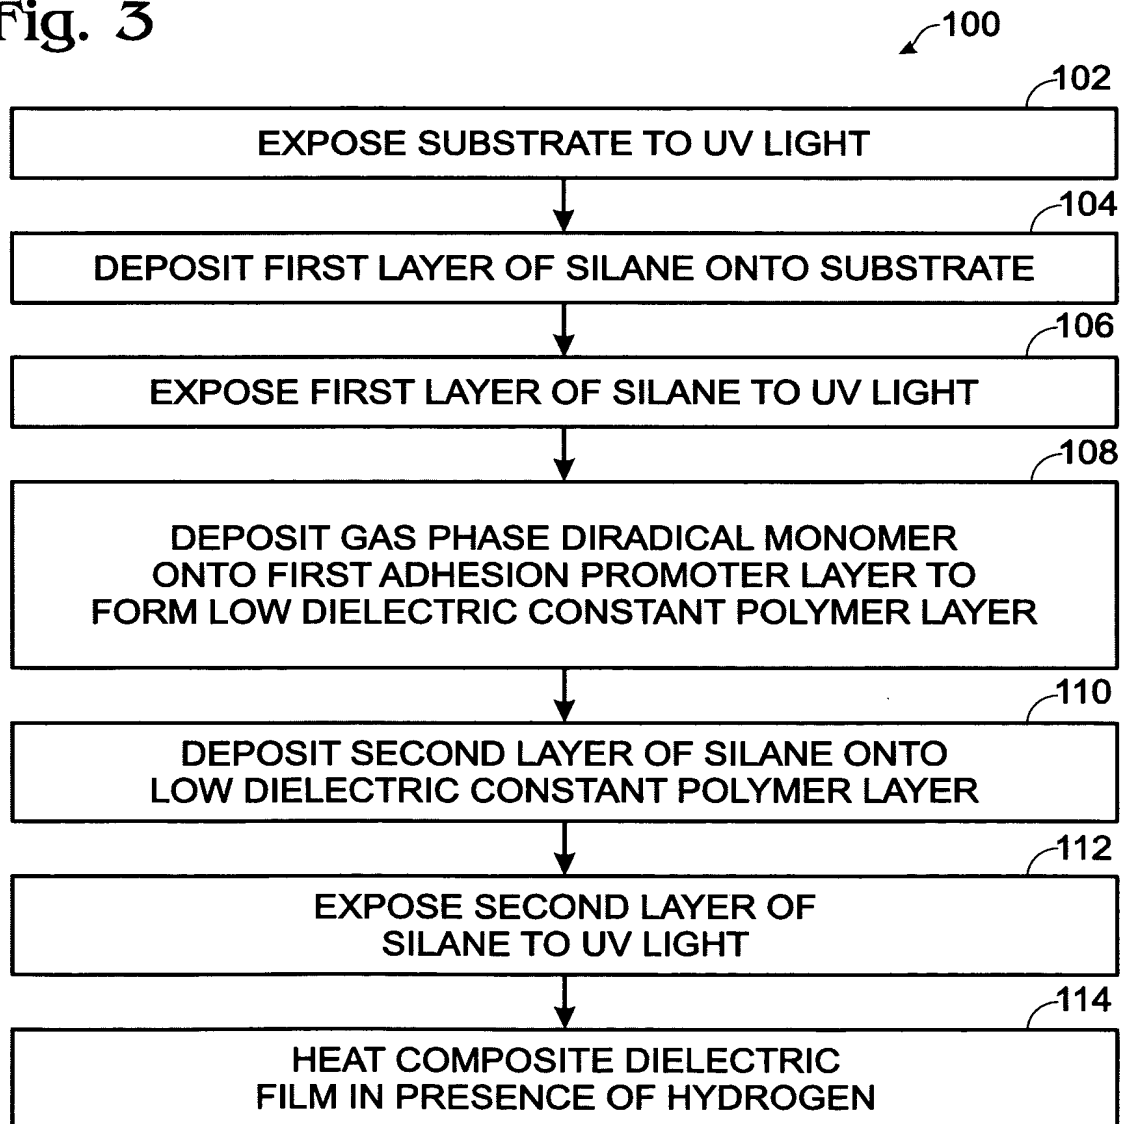 Fig. 3
100
102
EXPOSE SUBSTRATE TO UV LIGHT
104
DEPOSIT FIRST LAYER OF SILANE ONTO SUBSTRATE
106
EXPOSE FIRST LAYER OF SILANE TO UV LIGHT
108
DEPOSIT GAS PHASE DIRADICAL MONOMER
ONTO FIRST ADHESION PROMOTER LAYER TO
FORM LOW DIELECTRIC CONSTANT POLYMER LAYER
110
DEPOSIT SECOND LAYER OF SILANE ONTO
LOW DIELECTRIC CONSTANT POLYMER LAYER
112
EXPOSE SECOND LAYER OF
SILANE TO UV LIGHT
114
HEAT COMPOSITE DIELECTRIC
FILM IN PRESENCE OF HYDROGEN